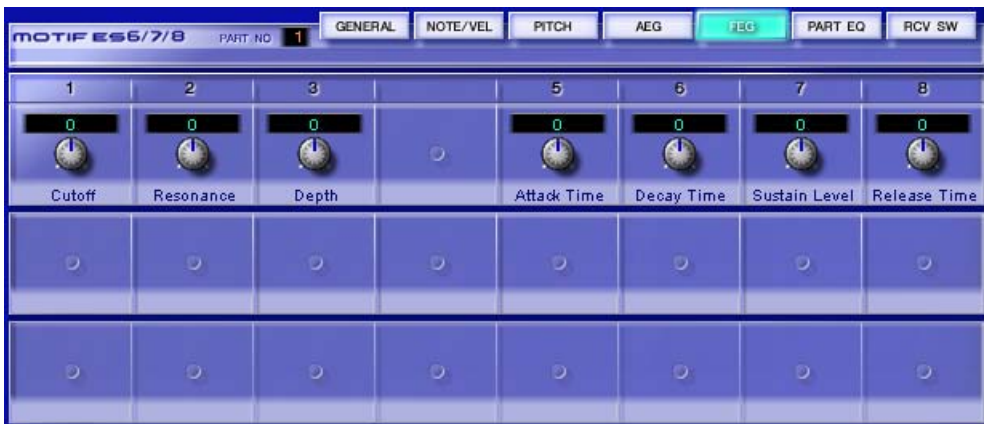 GENERAL NOTE/VEL PITCH AEG FEG PART EQ RCV SW
MOTIF ES6/7/8 PART NO 1
1 2 3 5 6 7 8
0 0 0 0 0 0 0
Cutoff Resonance Depth Attack Time Decay Time Sustain Level Release Time